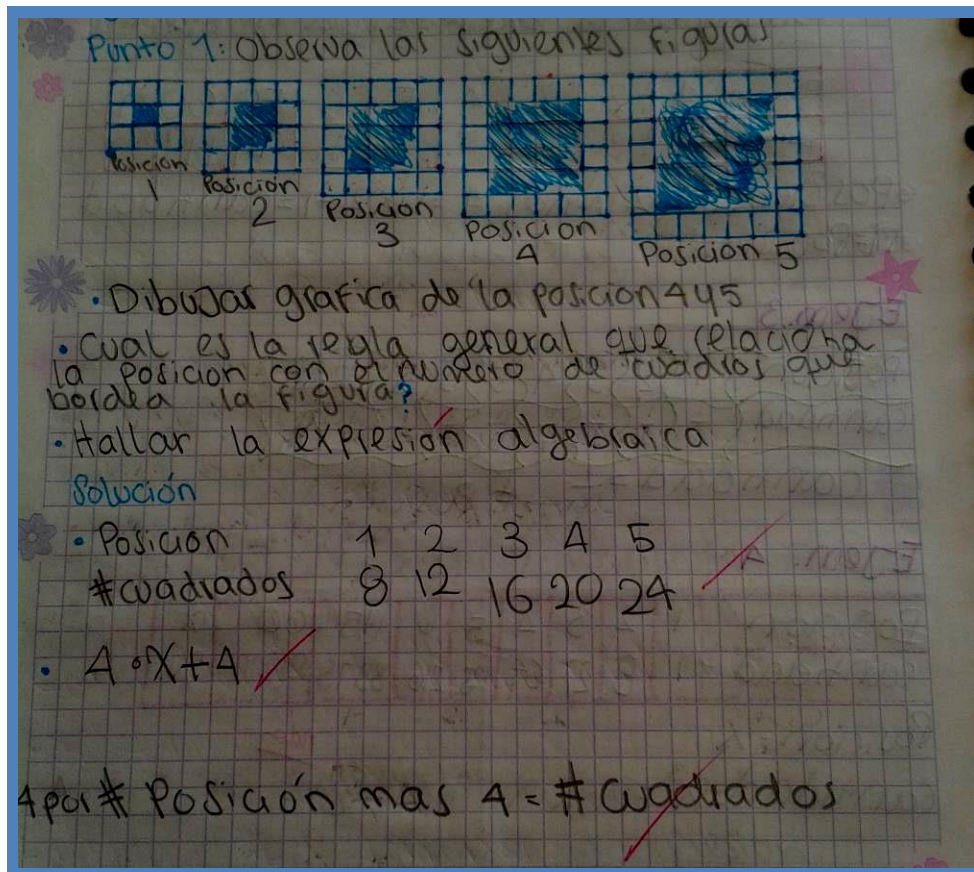 Punto 1: Observa las siguientes figuras
Posicion 1
Posición 2
Posicion 3
Posicion 4
Posicion 5
• Dibujar grafica de la posicion 4 y 5
• Cual es la regla general que relaciona
la posicion con el numero de cuadros que
bordea la figura?
• Hallar la expresión algebraica
Solución
• Posicion 1 2 3 4 5
#cuadrados 8 12 16 20 24
• 4•X+4
4 por # Posición mas 4 = # cuadrados